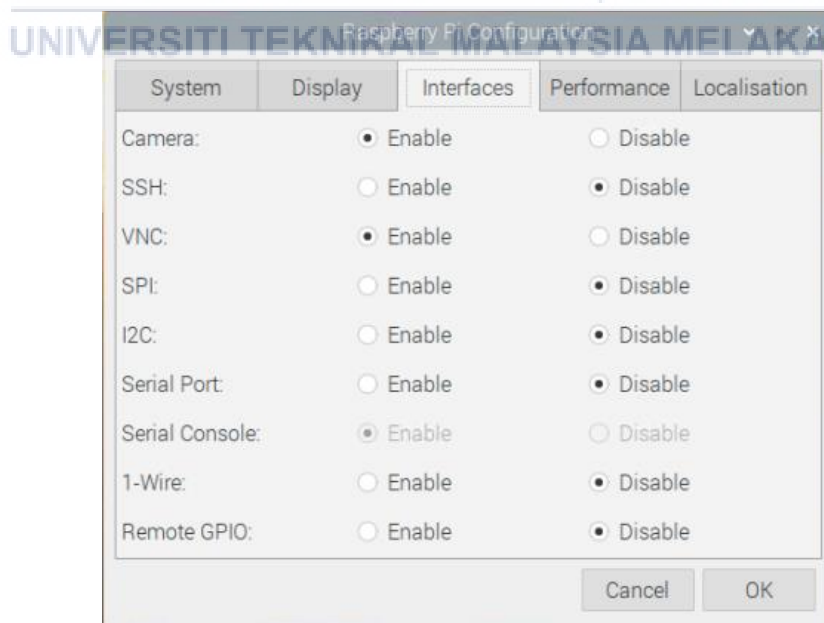 UNIVERSITI TEKNIKAL MALAYSIA MELAKA
Raspberry Pi Configuration
System Display Interfaces Performance Localisation
Camera: Enable Disable
SSH: Enable Disable
VNC: Enable Disable
SPI: Enable Disable
I2C: Enable Disable
Serial Port: Enable Disable
Serial Console: Enable Disable
1-Wire: Enable Disable
Remote GPIO: Enable Disable
Cancel OK